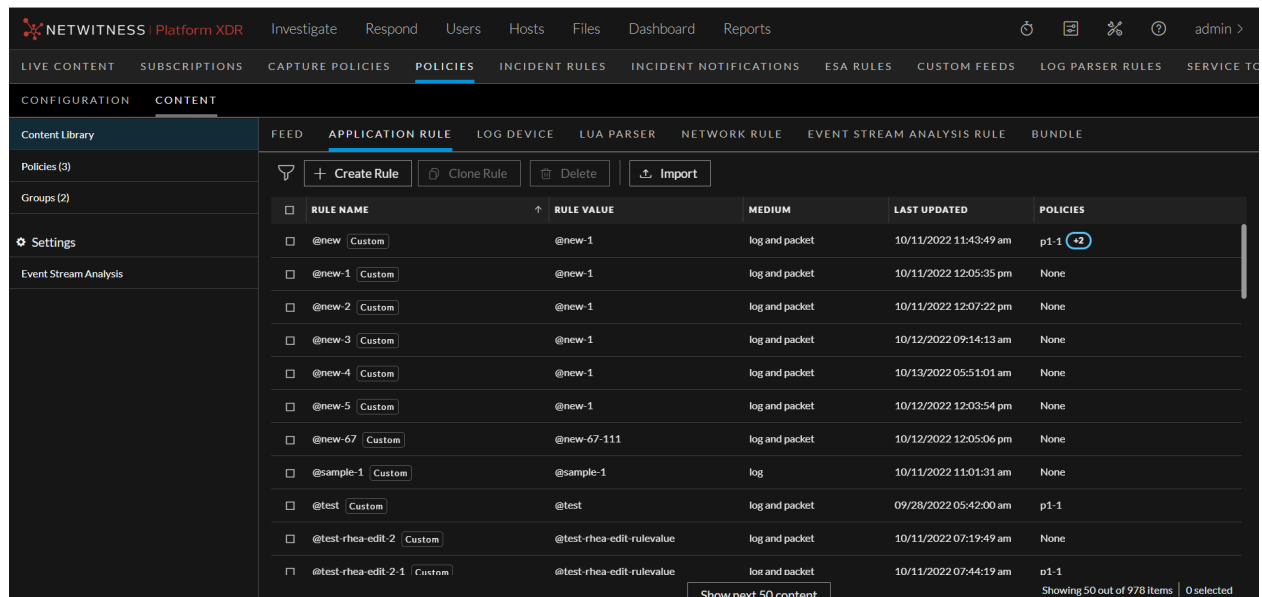 NETWITNESS | Platform XDR Investigate Respond Users Hosts Files Dashboard Reports admin >
LIVE CONTENT SUBSCRIPTIONS CAPTURE POLICIES POLICIES INCIDENT RULES INCIDENT NOTIFICATIONS ESA RULES CUSTOM FEEDS LOG PARSER RULES SERVICE TO
CONFIGURATION CONTENT
Content Library
Policies (3)
Groups (2)
Settings
Event Stream Analysis
FEED APPLICATION RULE LOG DEVICE LUA PARSER NETWORK RULE EVENT STREAM ANALYSIS RULE BUNDLE
+ Create Rule Clone Rule Delete Import
RULE NAME ↑ RULE VALUE MEDIUM LAST UPDATED POLICIES
@new Custom @new-1 log and packet 10/11/2022 11:43:49 am p1-1 +2
@new-1 Custom @new-1 log and packet 10/11/2022 12:05:35 pm None
@new-2 Custom @new-1 log and packet 10/11/2022 12:07:22 pm None
@new-3 Custom @new-1 log and packet 10/12/2022 09:14:13 am None
@new-4 Custom @new-1 log and packet 10/13/2022 05:51:01 am None
@new-5 Custom @new-1 log and packet 10/12/2022 12:03:54 pm None
@new-67 Custom @new-67-111 log and packet 10/12/2022 12:05:06 pm None
@sample-1 Custom @sample-1 log 10/11/2022 11:01:31 am None
@test Custom @test log and packet 09/28/2022 05:42:00 am p1-1
@test-rhea-edit-2 Custom @test-rhea-edit-rulevalue log and packet 10/11/2022 07:19:49 am None
@test-rhea-edit-2-1 Custom @test-rhea-edit-rulevalue log and packet 10/11/2022 07:44:19 am p1-1
Show next 50 content Showing 50 out of 978 items | 0 selected